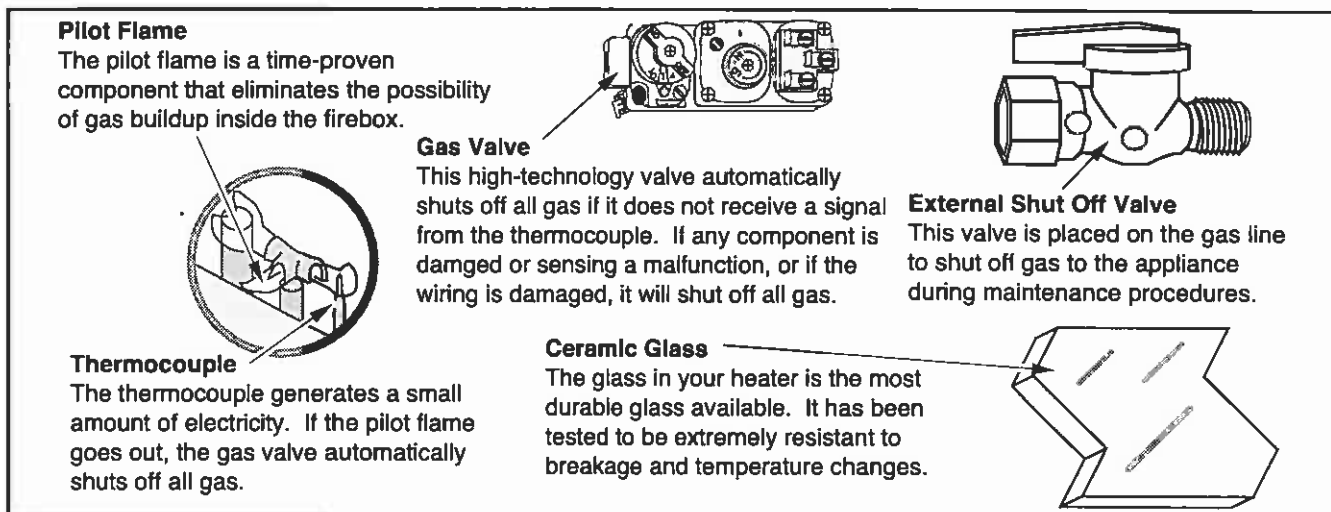 Pilot Flame
The pilot flame is a time-proven
component that eliminates the possibility
of gas buildup inside the firebox.
Gas Valve
This high-technology valve automatically
shuts off all gas if it does not receive a signal
from the thermocouple. If any component is
damged or sensing a malfunction, or if the
wiring is damaged, it will shut off all gas.
External Shut Off Valve
This valve is placed on the gas line
to shut off gas to the appliance
during maintenance procedures.
Thermocouple
The thermocouple generates a small
amount of electricity. If the pilot flame
goes out, the gas valve automatically
shuts off all gas.
Ceramic Glass
The glass in your heater is the most
durable glass available. It has been
tested to be extremely resistant to
breakage and temperature changes.